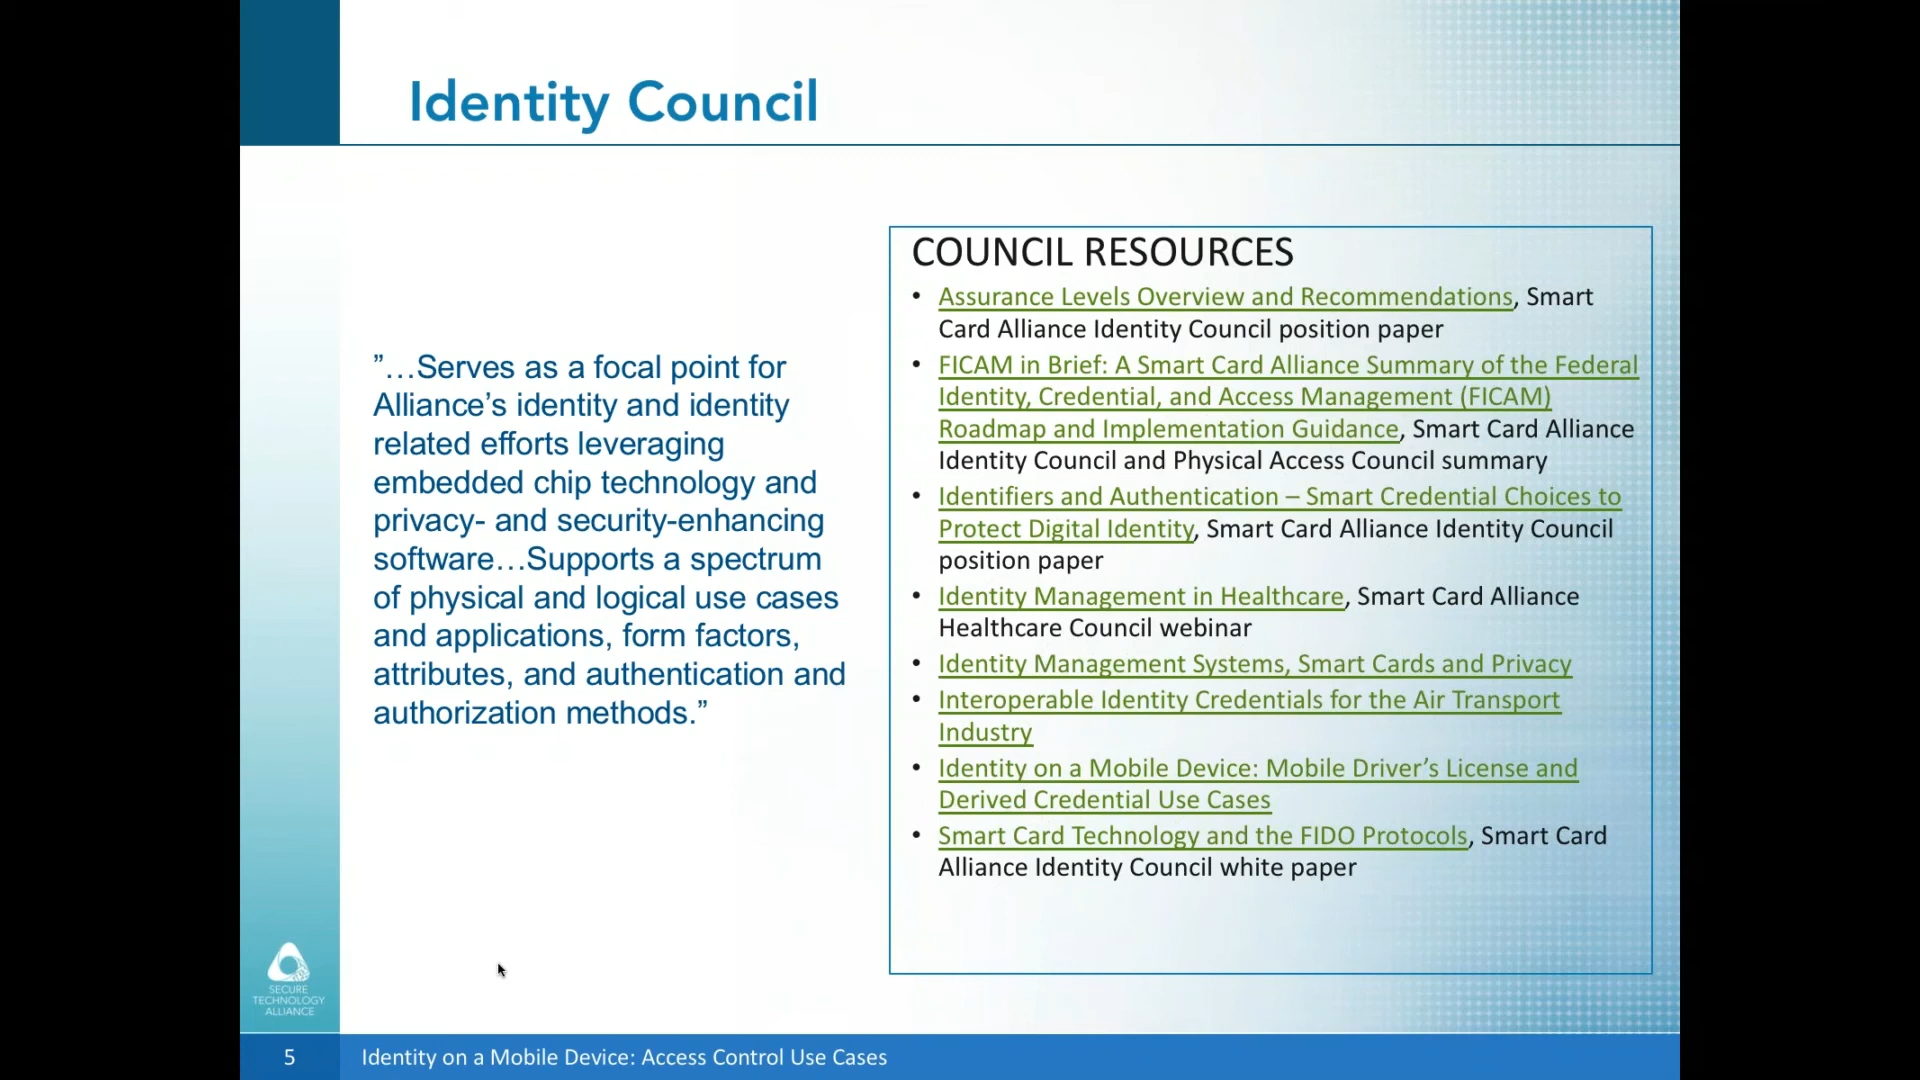 Identity Council
”…Serves as a focal point for
Alliance’s identity and identity
related efforts leveraging
embedded chip technology and
privacy- and security-enhancing
software…Supports a spectrum
of physical and logical use cases
and applications, form factors,
attributes, and authentication and
authorization methods.”
COUNCIL RESOURCES
• Assurance Levels Overview and Recommendations, Smart
Card Alliance Identity Council position paper
• FICAM in Brief: A Smart Card Alliance Summary of the Federal
Identity, Credential, and Access Management (FICAM)
Roadmap and Implementation Guidance, Smart Card Alliance
Identity Council and Physical Access Council summary
• Identifiers and Authentication – Smart Credential Choices to
Protect Digital Identity, Smart Card Alliance Identity Council
position paper
• Identity Management in Healthcare, Smart Card Alliance
Healthcare Council webinar
• Identity Management Systems, Smart Cards and Privacy
• Interoperable Identity Credentials for the Air Transport
Industry
• Identity on a Mobile Device: Mobile Driver’s License and
Derived Credential Use Cases
• Smart Card Technology and the FIDO Protocols, Smart Card
Alliance Identity Council white paper
SECURE
TECHNOLOGY
ALLIANCE
5 Identity on a Mobile Device: Access Control Use Cases